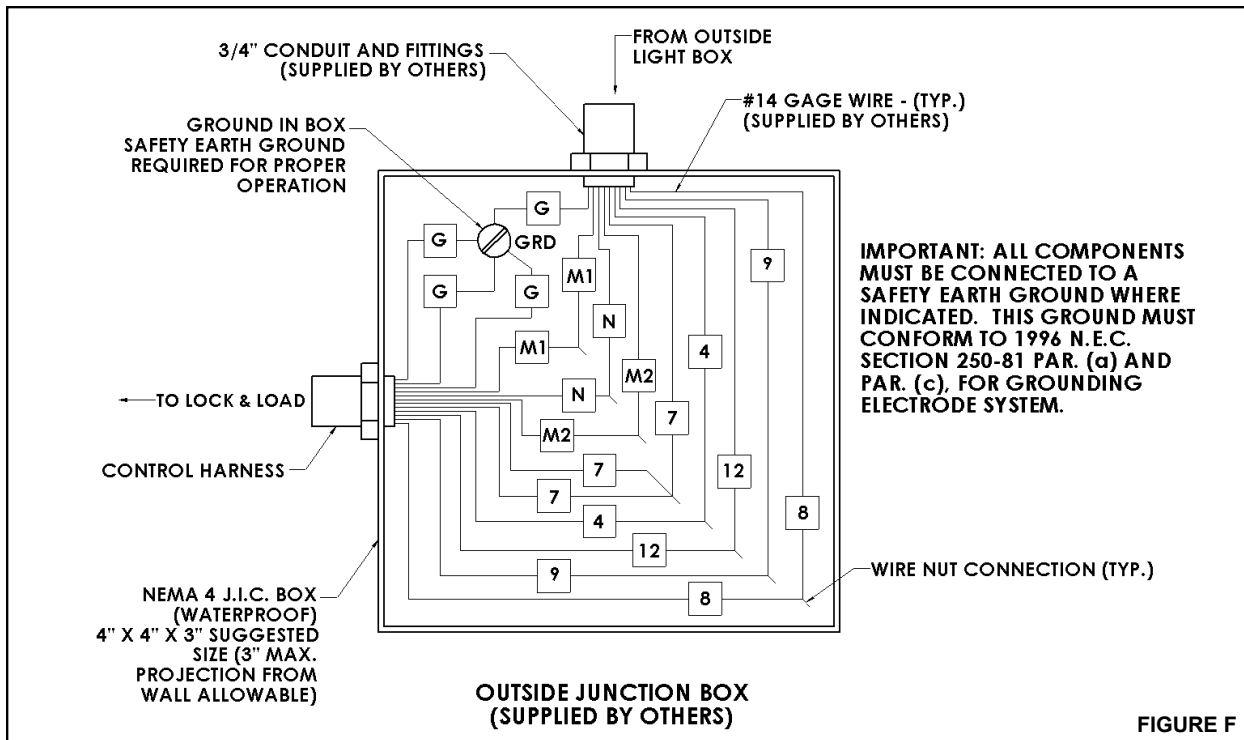 3/4" CONDUIT AND FITTINGS
(SUPPLIED BY OTHERS)
FROM OUTSIDE
LIGHT BOX
#14 GAGE WIRE - (TYP.)
(SUPPLIED BY OTHERS)
GROUND IN BOX
SAFETY EARTH GROUND
REQUIRED FOR PROPER
OPERATION
G
G
GRD
G
G
M1
M1
N
N
M2
M2
4
7
9
12
8
7
7
4
12
9
8
IMPORTANT: ALL COMPONENTS
MUST BE CONNECTED TO A
SAFETY EARTH GROUND WHERE
INDICATED. THIS GROUND MUST
CONFORM TO 1996 N.E.C.
SECTION 250-81 PAR. (a) AND
PAR. (c), FOR GROUNDING
ELECTRODE SYSTEM.
TO LOCK & LOAD
CONTROL HARNESS
WIRE NUT CONNECTION (TYP.)
NEMA 4 J.I.C. BOX
(WATERPROOF)
4" X 4" X 3" SUGGESTED
SIZE (3" MAX.
PROJECTION FROM
WALL ALLOWABLE)
OUTSIDE JUNCTION BOX
(SUPPLIED BY OTHERS)
FIGURE F